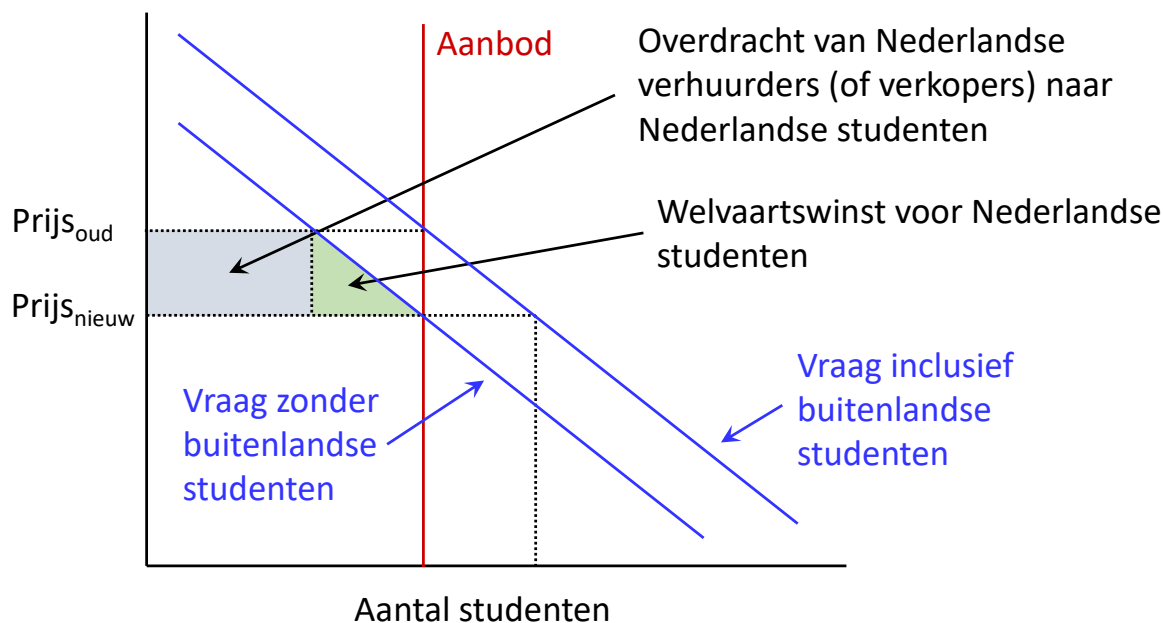 Aanbod
Overdracht van Nederlandse
verhuurders (of verkopers) naar
Nederlandse studenten
Welvaartswinst voor Nederlandse
studenten
Prijsoud
Prijsnieuw
Vraag zonder
buitenlandse
studenten
Vraag inclusief
buitenlandse
studenten
Aantal studenten